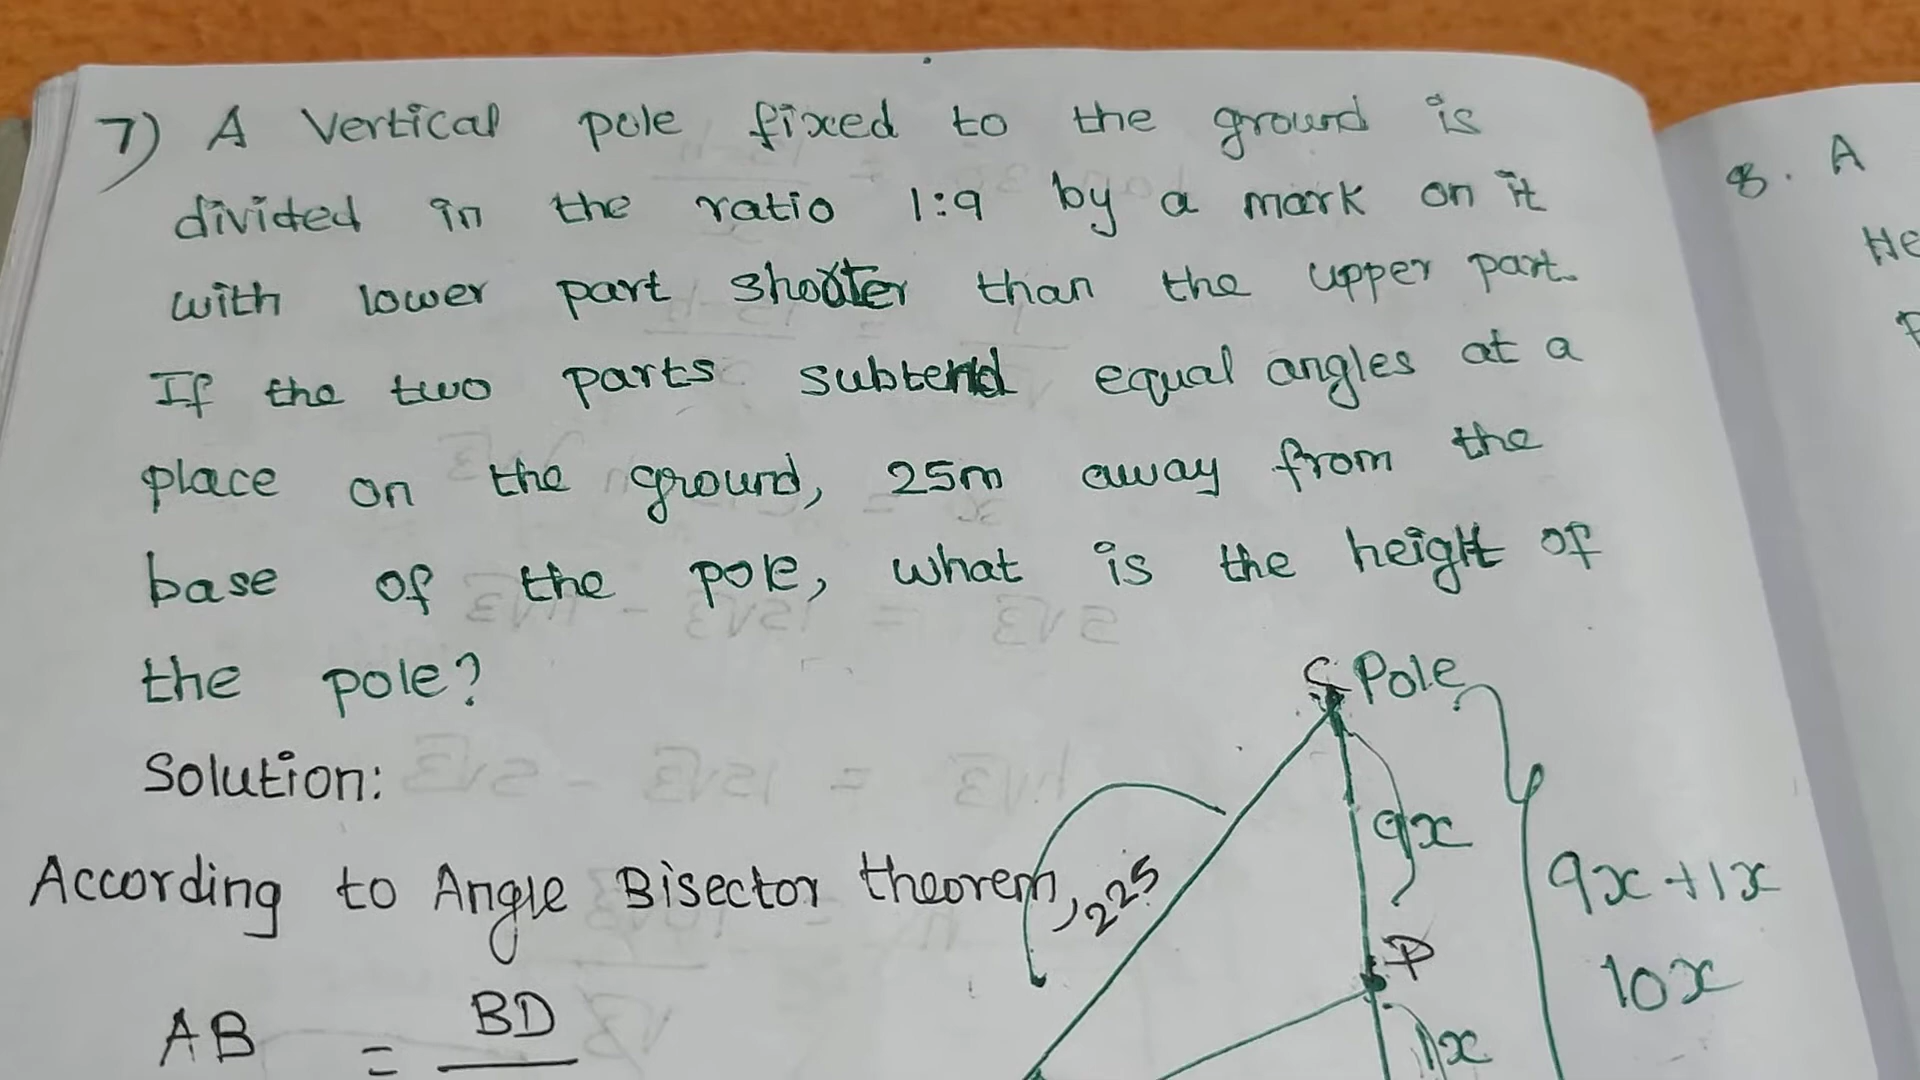 7) A Vertical pole fixed to the ground is
divided in the ratio 1:9 by a mark on it
with lower part shorter than the upper part.
If the two parts subtend equal angles at a
place on the ground, 25m away from the
base of the pole, what is the height of
the pole?
C Pole
Solution:
9x
According to Angle Bisector theorem,
225
9x + 1x
D
10x
AB = BD
1x
8. A
He